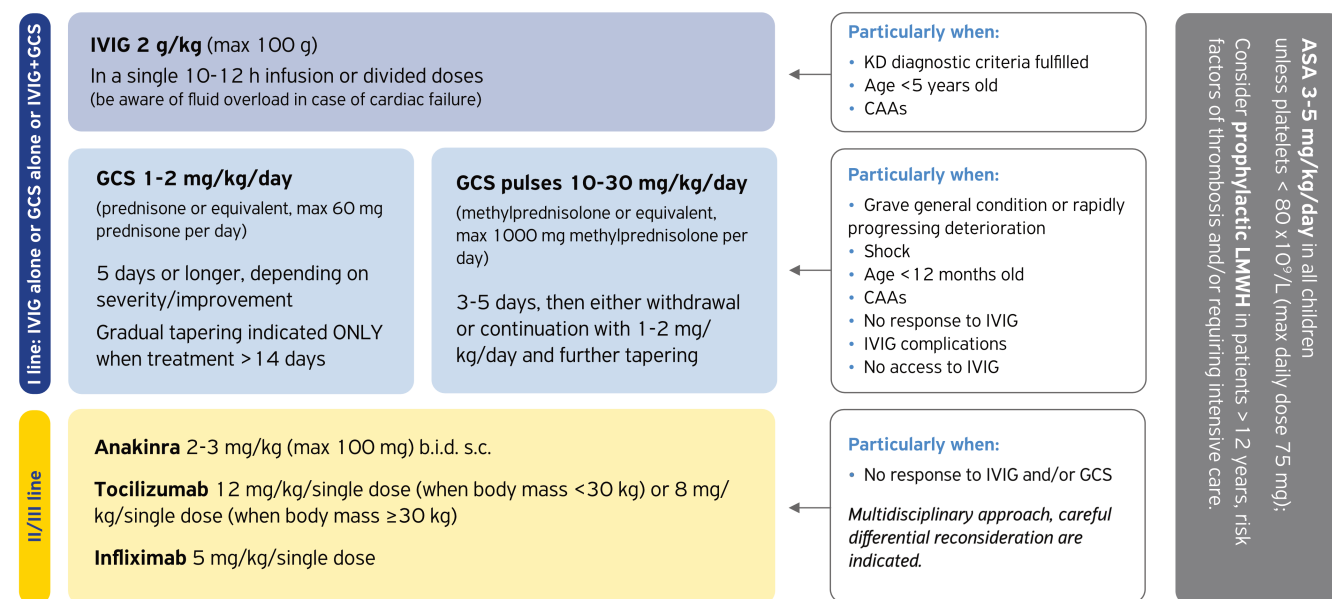 I line: IVIG alone or GCS alone or IVIG+GCS
IVIG 2 g/kg (max 100 g)
In a single 10-12 h infusion or divided doses
(be aware of fluid overload in case of cardiac failure)
Particularly when:
• KD diagnostic criteria fulfilled
• Age <5 years old
• CAAs
GCS 1-2 mg/kg/day
(prednisone or equivalent, max 60 mg
prednisone per day)
5 days or longer, depending on
severity/improvement
Gradual tapering indicated ONLY
when treatment >14 days
GCS pulses 10-30 mg/kg/day
(methylprednisolone or equivalent,
max 1000 mg methylprednisolone per
day)
3-5 days, then either withdrawal
or continuation with 1-2 mg/
kg/day and further tapering
Particularly when:
• Grave general condition or rapidly
progressing deterioration
• Shock
• Age <12 months old
• CAAs
• No response to IVIG
• IVIG complications
• No access to IVIG
II/III line
Anakinra 2-3 mg/kg (max 100 mg) b.i.d. s.c.
Tocilizumab 12 mg/kg/single dose (when body mass <30 kg) or 8 mg/
kg/single dose (when body mass ≥30 kg)
Infliximab 5 mg/kg/single dose
Particularly when:
• No response to IVIG and/or GCS
Multidisciplinary approach, careful
differential reconsideration are
indicated.
ASA 3-5 mg/kg/day in all children
unless platelets < 80 x10⁹/L (max daily dose 75 mg);
Consider prophylactic LMWH in patients >12 years, risk
factors of thrombosis and/or requiring intensive care.